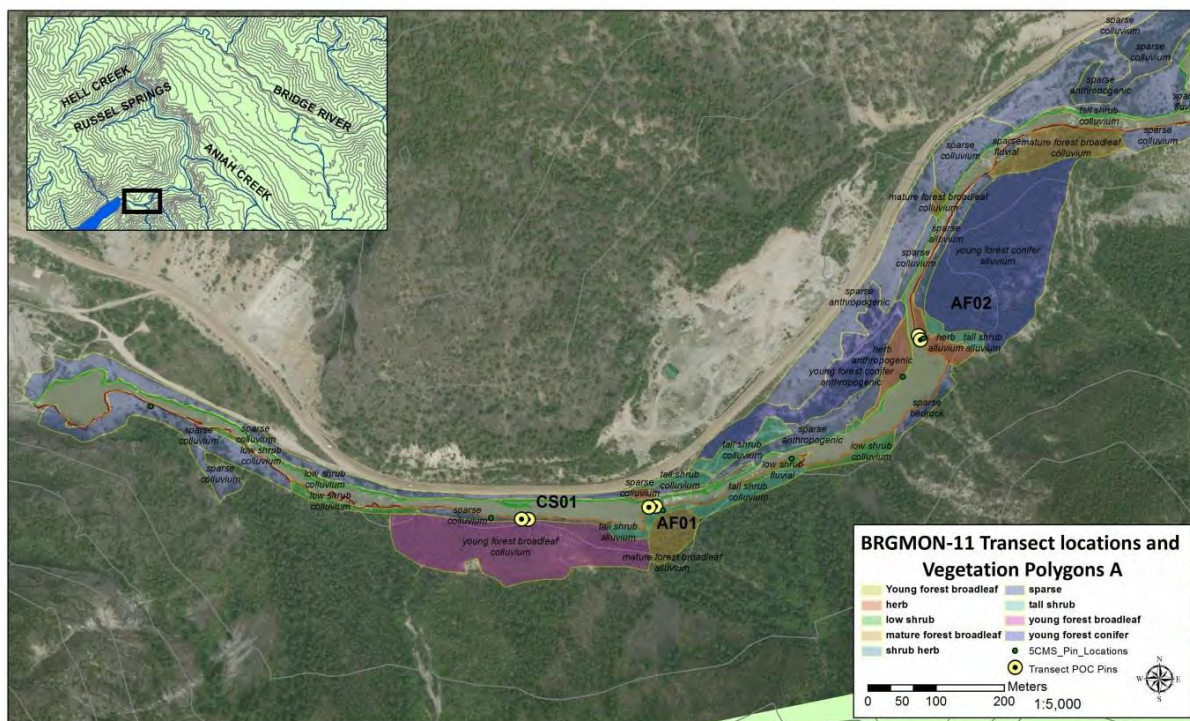 HELL CREEK
RUSSEL SPRINGS
BRIDGE RIVER
ANIAH CREEK
sparse
colluvium
sparse
colluvium
sparse
anthropogenic
tall shrub
colluvium
sparse
fluvial
mature forest broadleaf
colluvium
sparse
colluvium
sparse
colluvium
mature forest broadleaf
colluvium
sparse
alluvium
sparse
colluvium
young forest conifer
alluvium
sparse
anthropogenic
AF02
herb
alluvium
tall shrub
alluvium
herb
anthropogenic
young forest conifer
anthropogenic
sparse
bedrock
sparse
anthropogenic
low shrub
colluvium
tall shrub
colluvium
low shrub
fluvial
tall shrub
colluvium
tall shrub
colluvium
sparse
colluvium
sparse
colluvium
sparse
colluvium
low shrub
colluvium
sparse
colluvium
low shrub
colluvium
low shrub
colluvium
CS01
AF01
sparse
colluvium
tall shrub
alluvium
young forest broadleaf
colluvium
mature forest broadleaf
alluvium
BRGMON-11 Transect locations and
Vegetation Polygons A
Young forest broadleaf
herb
low shrub
mature forest broadleaf
shrub herb
sparse
tall shrub
young forest broadleaf
young forest conifer
5CMS_Pin_Locations
Transect POC Pins
Meters
0 50 100 200
1:5,000
N
W E
S